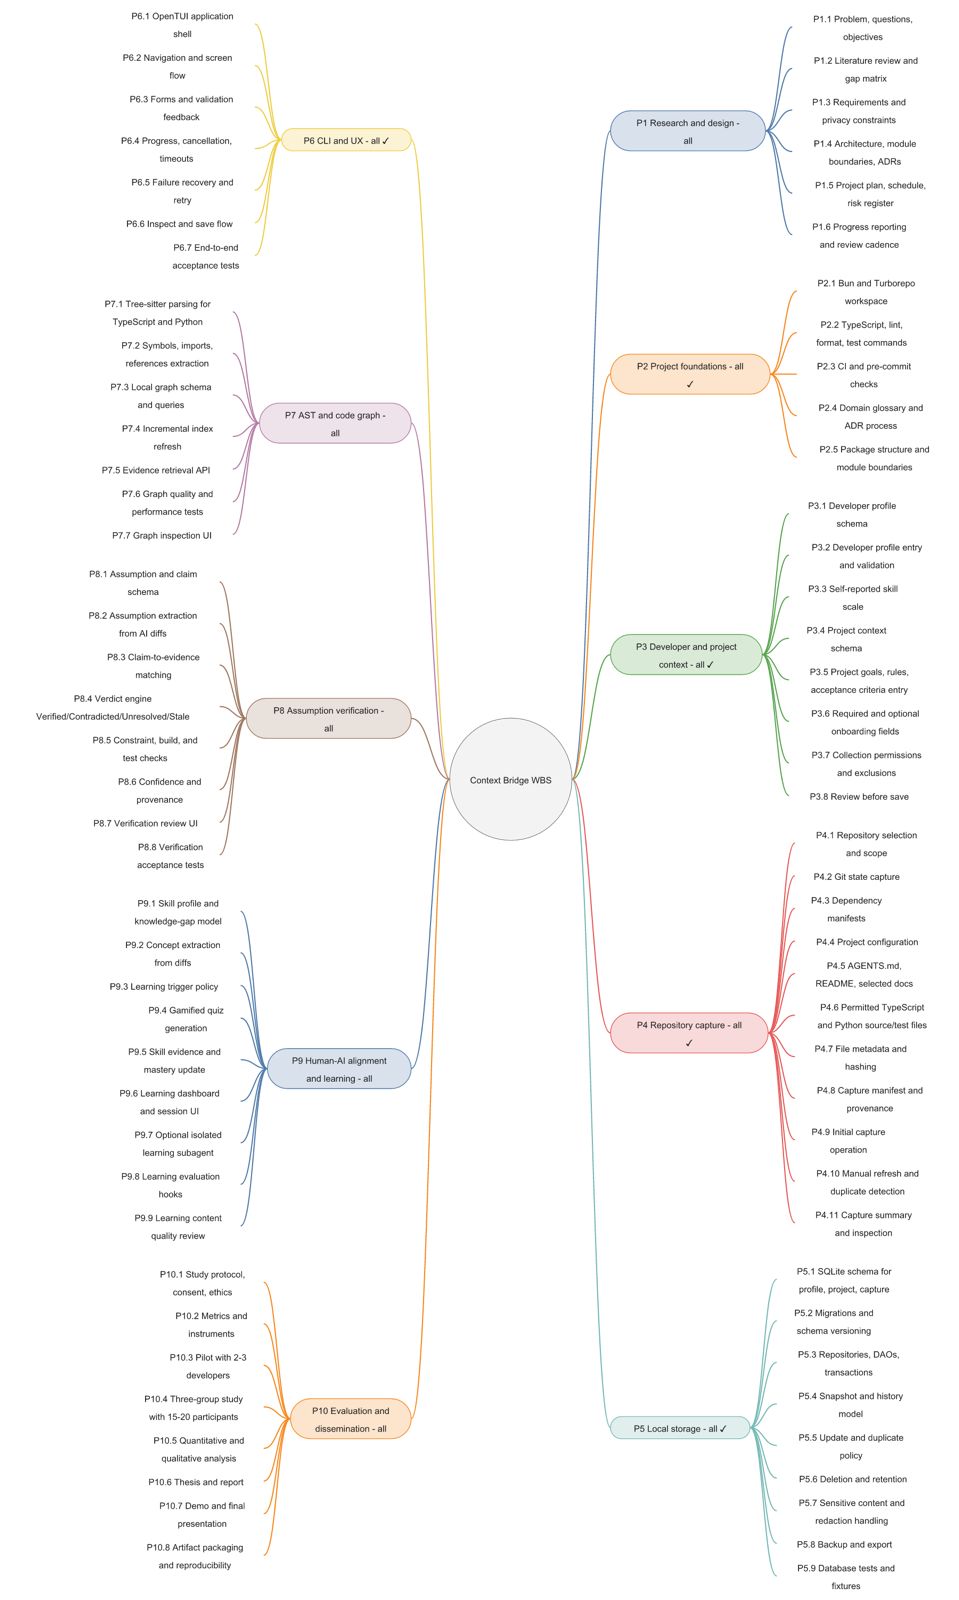 Context Bridge WBS
P1 Research and design -
all
P1.1 Problem, questions,
objectives
P1.2 Literature review and
gap matrix
P1.3 Requirements and
privacy constraints
P1.4 Architecture, module
boundaries, ADRs
P1.5 Project plan, schedule,
risk register
P1.6 Progress reporting
and review cadence
P2 Project foundations - all
✓
P2.1 Bun and Turborepo
workspace
P2.2 TypeScript, lint,
format, test commands
P2.3 CI and pre-commit
checks
P2.4 Domain glossary and
ADR process
P2.5 Package structure and
module boundaries
P3 Developer and project
context - all ✓
P3.1 Developer profile
schema
P3.2 Developer profile entry
and validation
P3.3 Self-reported skill
scale
P3.4 Project context
schema
P3.5 Project goals, rules,
acceptance criteria entry
P3.6 Required and optional
onboarding fields
P3.7 Collection permissions
and exclusions
P3.8 Review before save
P4 Repository capture - all
✓
P4.1 Repository selection
and scope
P4.2 Git state capture
P4.3 Dependency
manifests
P4.4 Project configuration
P4.5 AGENTS.md,
README, selected docs
P4.6 Permitted TypeScript
and Python source/test files
P4.7 File metadata and
hashing
P4.8 Capture manifest and
provenance
P4.9 Initial capture
operation
P4.10 Manual refresh and
duplicate detection
P4.11 Capture summary
and inspection
P5 Local storage - all ✓
P5.1 SQLite schema for
profile, project, capture
P5.2 Migrations and
schema versioning
P5.3 Repositories, DAOs,
transactions
P5.4 Snapshot and history
model
P5.5 Update and duplicate
policy
P5.6 Deletion and retention
P5.7 Sensitive content and
redaction handling
P5.8 Backup and export
P5.9 Database tests and
fixtures
P6 CLI and UX - all ✓
P6.1 OpenTUI application
shell
P6.2 Navigation and screen
flow
P6.3 Forms and validation
feedback
P6.4 Progress, cancellation,
timeouts
P6.5 Failure recovery and
retry
P6.6 Inspect and save flow
P6.7 End-to-end
acceptance tests
P7 AST and code graph -
all
P7.1 Tree-sitter parsing for
TypeScript and Python
P7.2 Symbols, imports,
references extraction
P7.3 Local graph schema
and queries
P7.4 Incremental index
refresh
P7.5 Evidence retrieval API
P7.6 Graph quality and
performance tests
P7.7 Graph inspection UI
P8 Assumption verification -
all
P8.1 Assumption and claim
schema
P8.2 Assumption extraction
from AI diffs
P8.3 Claim-to-evidence
matching
P8.4 Verdict engine
Verified/Contradicted/Unresolved/Stale
P8.5 Constraint, build, and
test checks
P8.6 Confidence and
provenance
P8.7 Verification review UI
P8.8 Verification
acceptance tests
P9 Human-AI alignment
and learning - all
P9.1 Skill profile and
knowledge-gap model
P9.2 Concept extraction
from diffs
P9.3 Learning trigger policy
P9.4 Gamified quiz
generation
P9.5 Skill evidence and
mastery update
P9.6 Learning dashboard
and session UI
P9.7 Optional isolated
learning subagent
P9.8 Learning evaluation
hooks
P9.9 Learning content
quality review
P10 Evaluation and
dissemination - all
P10.1 Study protocol,
consent, ethics
P10.2 Metrics and
instruments
P10.3 Pilot with 2-3
developers
P10.4 Three-group study
with 15-20 participants
P10.5 Quantitative and
qualitative analysis
P10.6 Thesis and report
P10.7 Demo and final
presentation
P10.8 Artifact packaging
and reproducibility